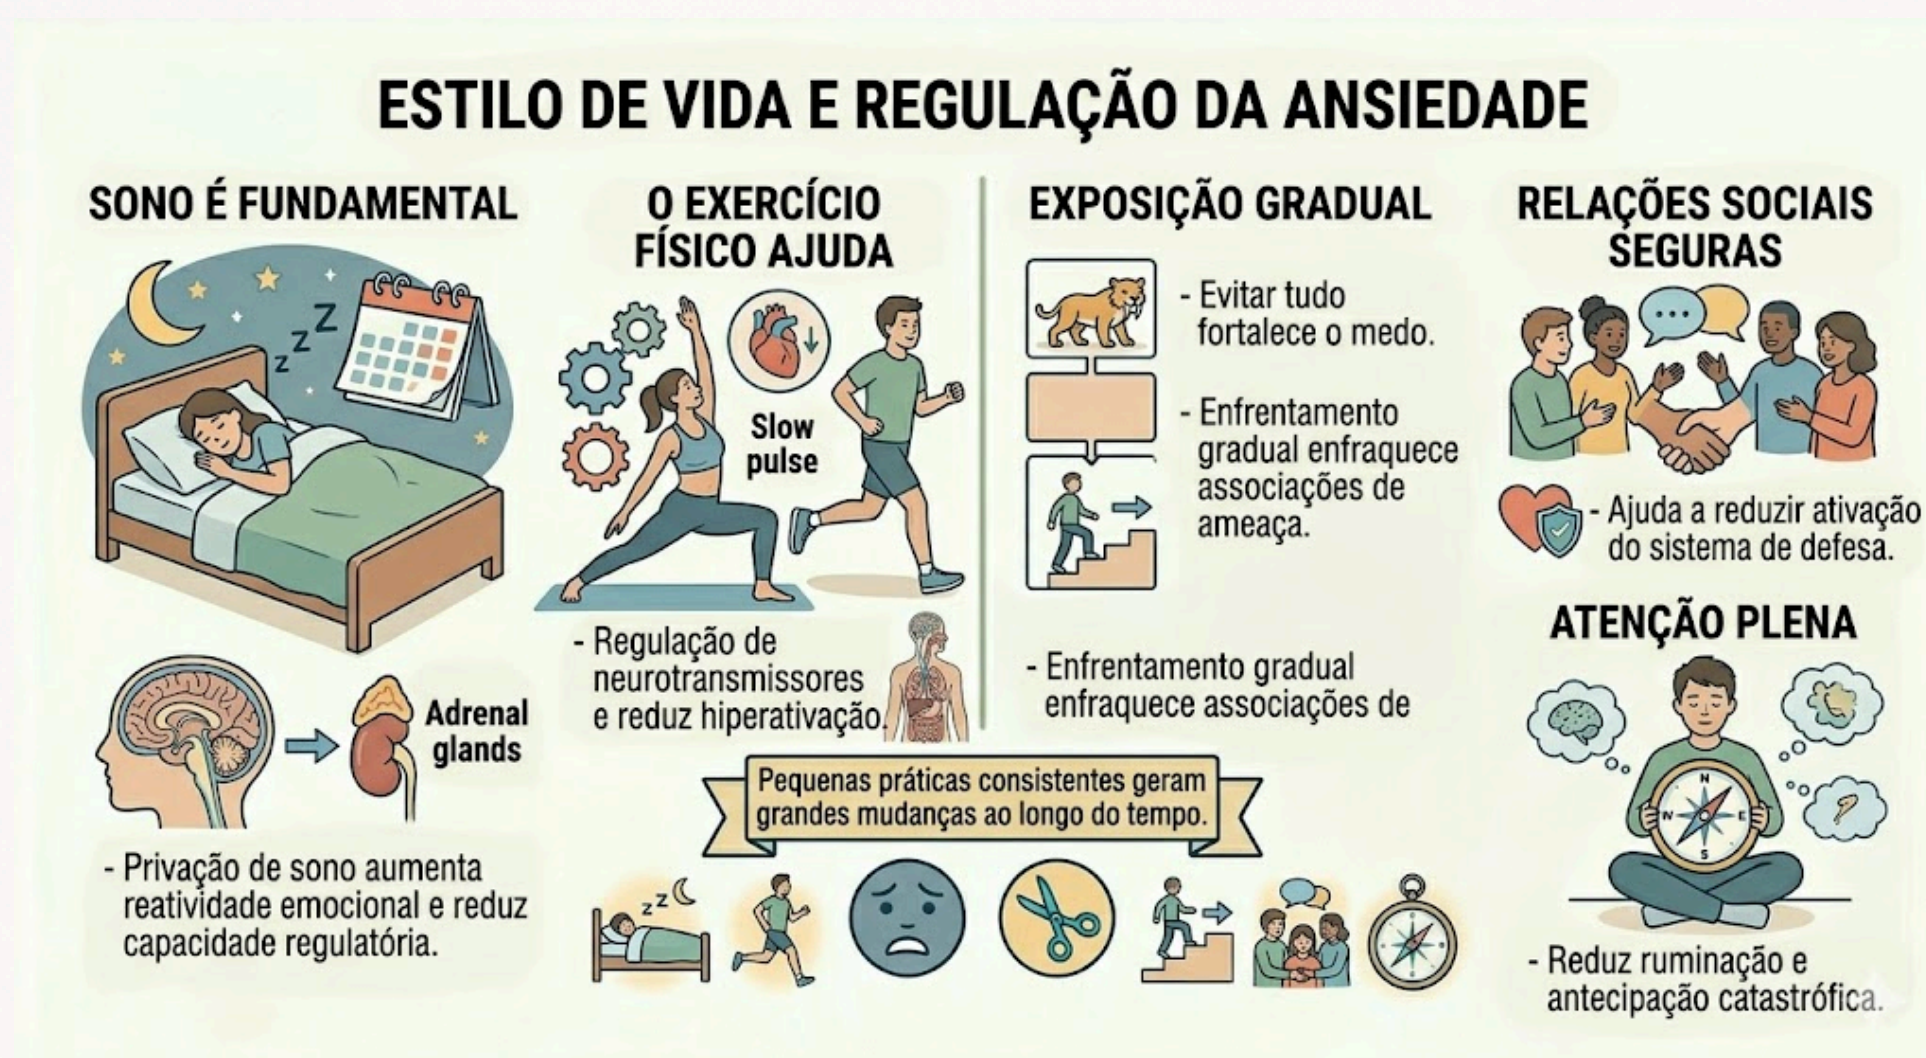 ESTILO DE VIDA E REGULAÇÃO DA ANSIEDADE
SONO É FUNDAMENTAL
z z Z
Adrenal
glands
- Privação de sono aumenta
reatividade emocional e reduz
capacidade regulatória.
O EXERCÍCIO
FÍSICO AJUDA
Slow
pulse
- Regulação de
neurotransmissores
e reduz hiperativação.
EXPOSIÇÃO GRADUAL
- Evitar tudo
fortalece o medo.
- Enfrentamento
gradual enfraquece
associações de
ameaça.
- Enfrentamento gradual
enfraquece associações de
RELAÇÕES SOCIAIS
SEGURAS
- Ajuda a reduzir ativação
do sistema de defesa.
ATENÇÃO PLENA
N
W E
S
- Reduz ruminação e
antecipação catastrófica.
Pequenas práticas consistentes geram
grandes mudanças ao longo do tempo.
z z z